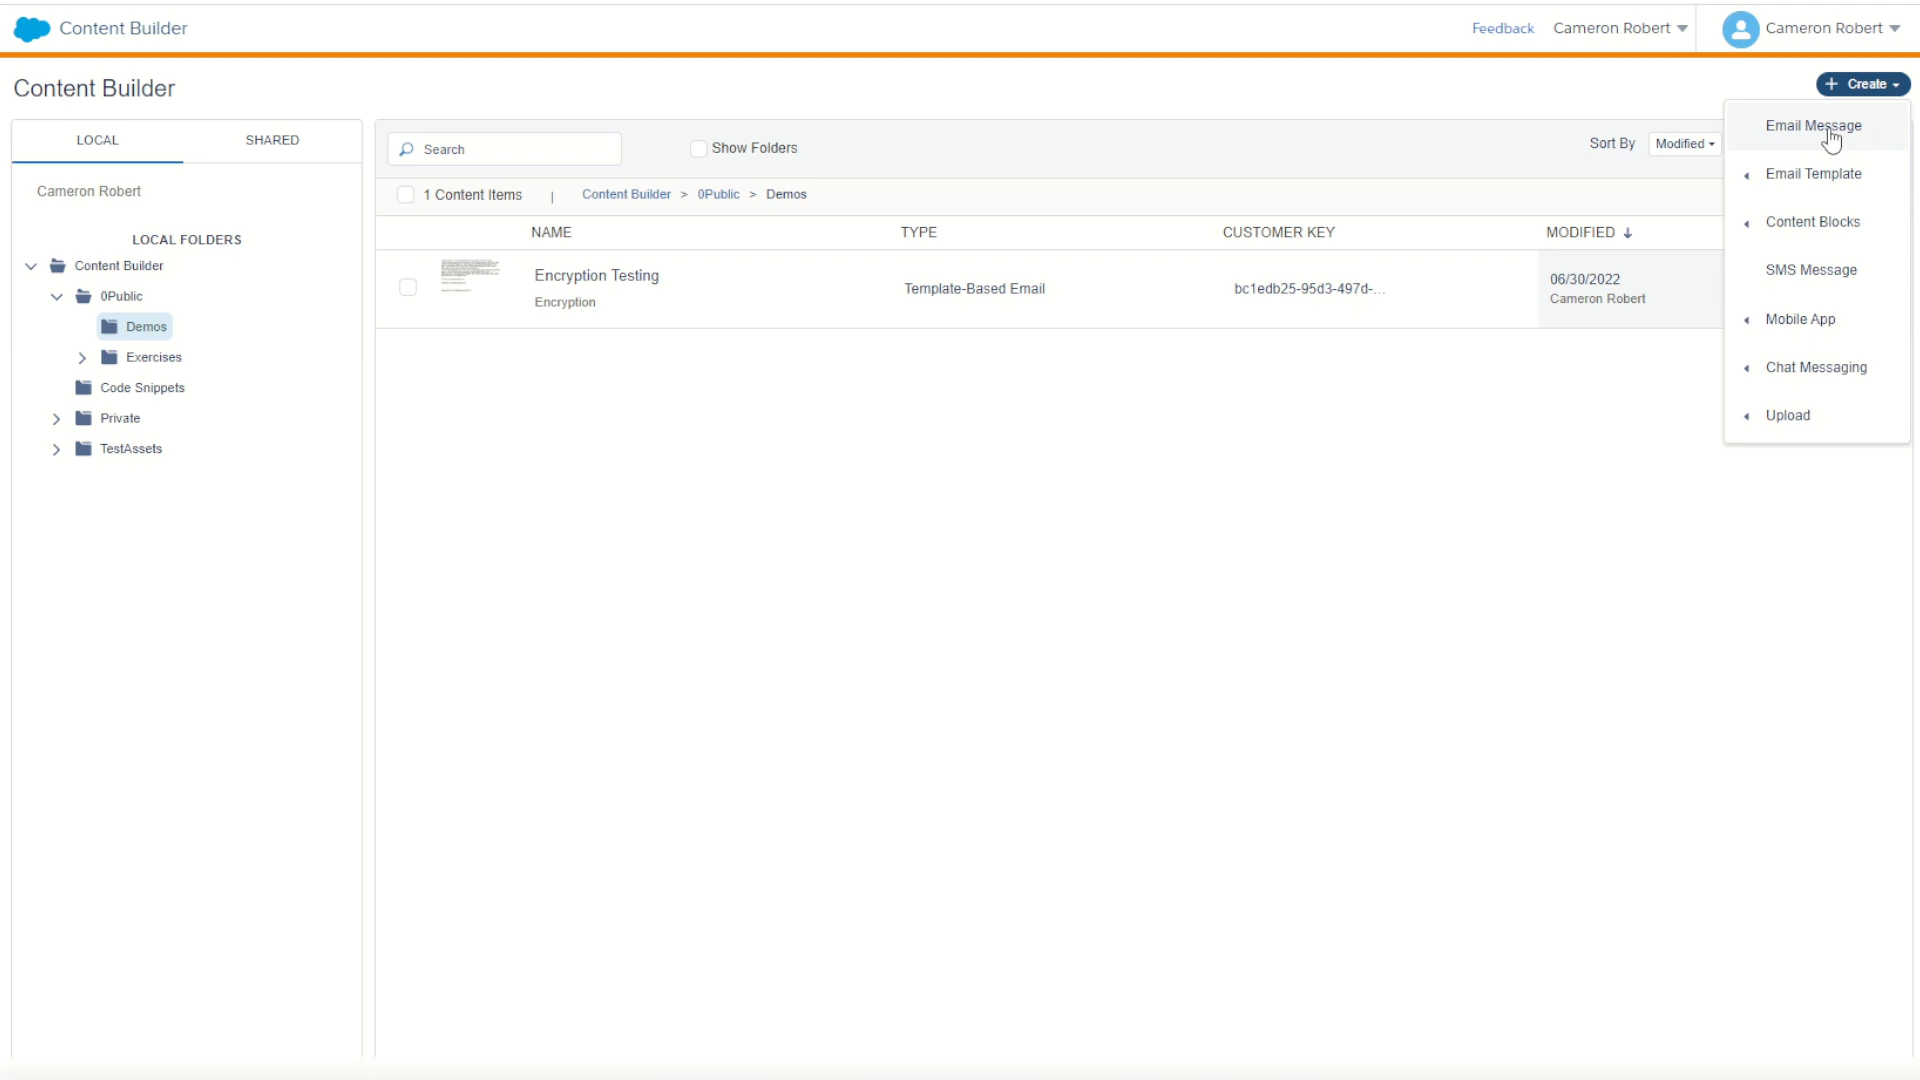 Content Builder
Feedback Cameron Robert Cameron Robert
Content Builder
+ Create
LOCAL SHARED
Cameron Robert
LOCAL FOLDERS
Content Builder
0Public
Demos
Exercises
Code Snippets
Private
TestAssets
Search
Show Folders
Sort By Modified
1 Content Items | Content Builder > 0Public > Demos
NAME TYPE CUSTOMER KEY MODIFIED
Encryption Testing
Encryption
Template-Based Email
bc1edb25-95d3-497d-...
06/30/2022
Cameron Robert
Email Message
Email Template
Content Blocks
SMS Message
Mobile App
Chat Messaging
Upload